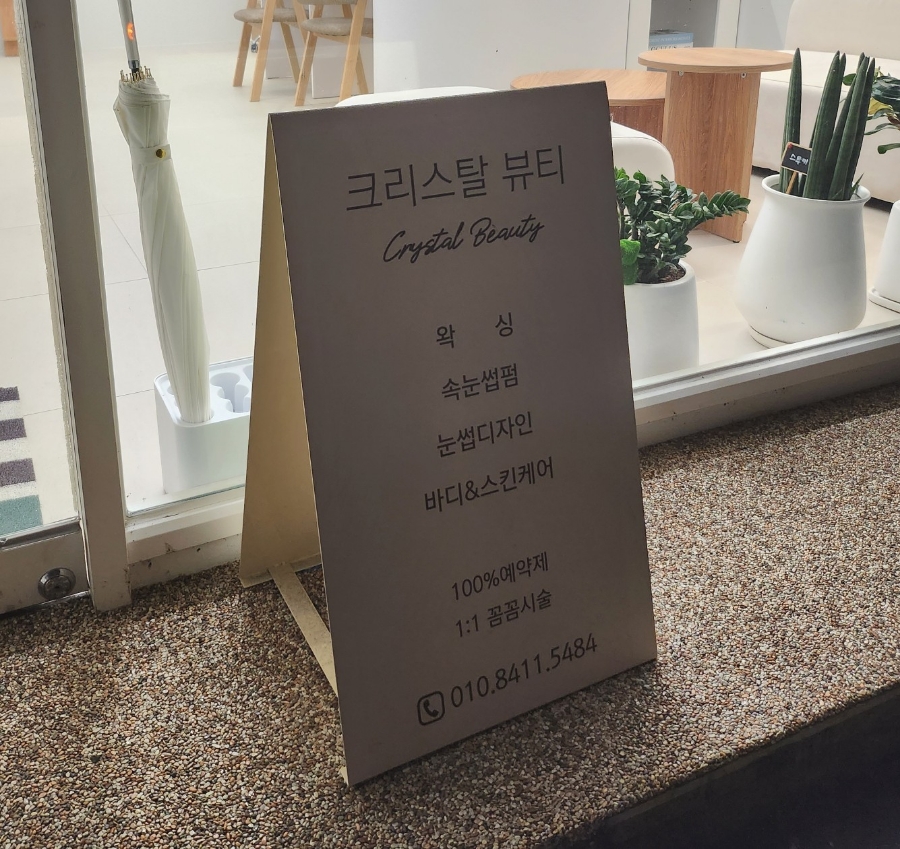 크리스탈 뷰티
Crystal Beauty
왁 싱
속눈썹펌
눈썹디자인
바디&스킨케어
100%예약제
1:1 꼼꼼시술
010.8411.5484